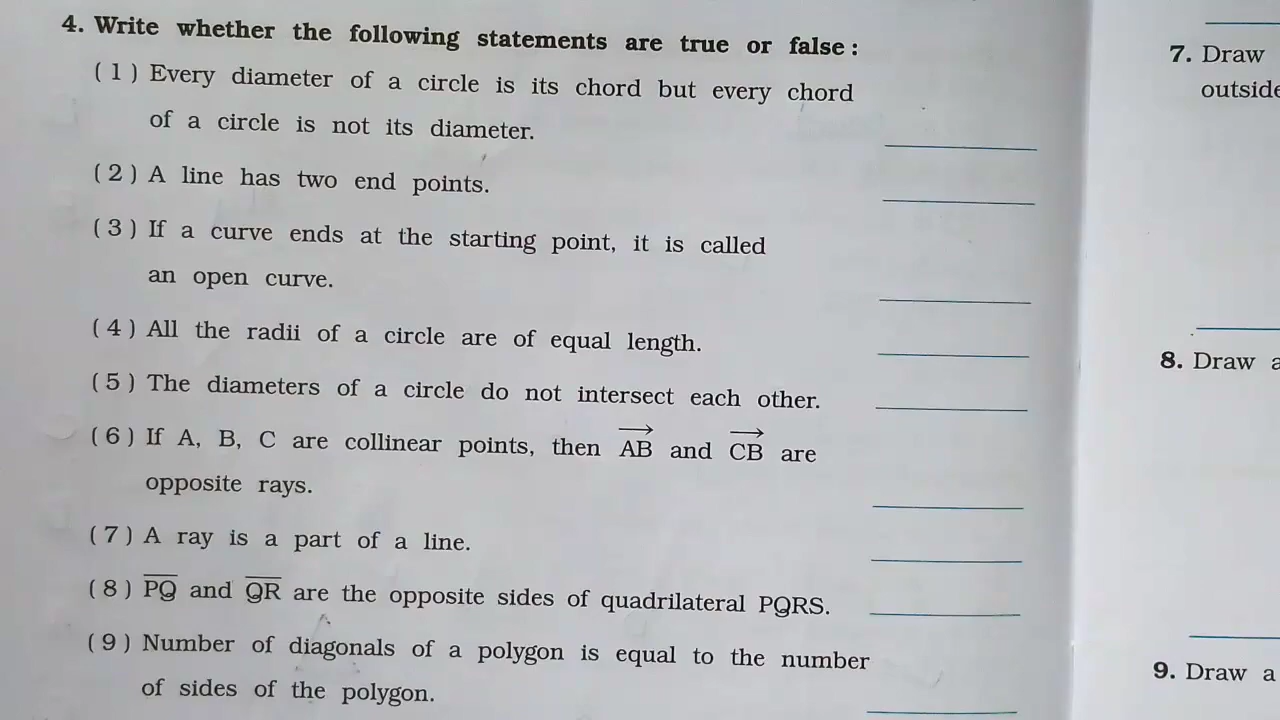 4. Write whether the following statements are true or false :
( 1 ) Every diameter of a circle is its chord but every chord
of a circle is not its diameter.
( 2 ) A line has two end points.
( 3 ) If a curve ends at the starting point, it is called
an open curve.
( 4 ) All the radii of a circle are of equal length.
( 5 ) The diameters of a circle do not intersect each other.
( 6 ) If A, B, C are collinear points, then $\overrightarrow{AB}$ and $\overrightarrow{CB}$ are
opposite rays.
( 7 ) A ray is a part of a line.
( 8 ) $\overline{PQ}$ and $\overline{QR}$ are the opposite sides of quadrilateral PQRS.
( 9 ) Number of diagonals of a polygon is equal to the number
of sides of the polygon.
7. Draw
outside
8. Draw a
9. Draw a